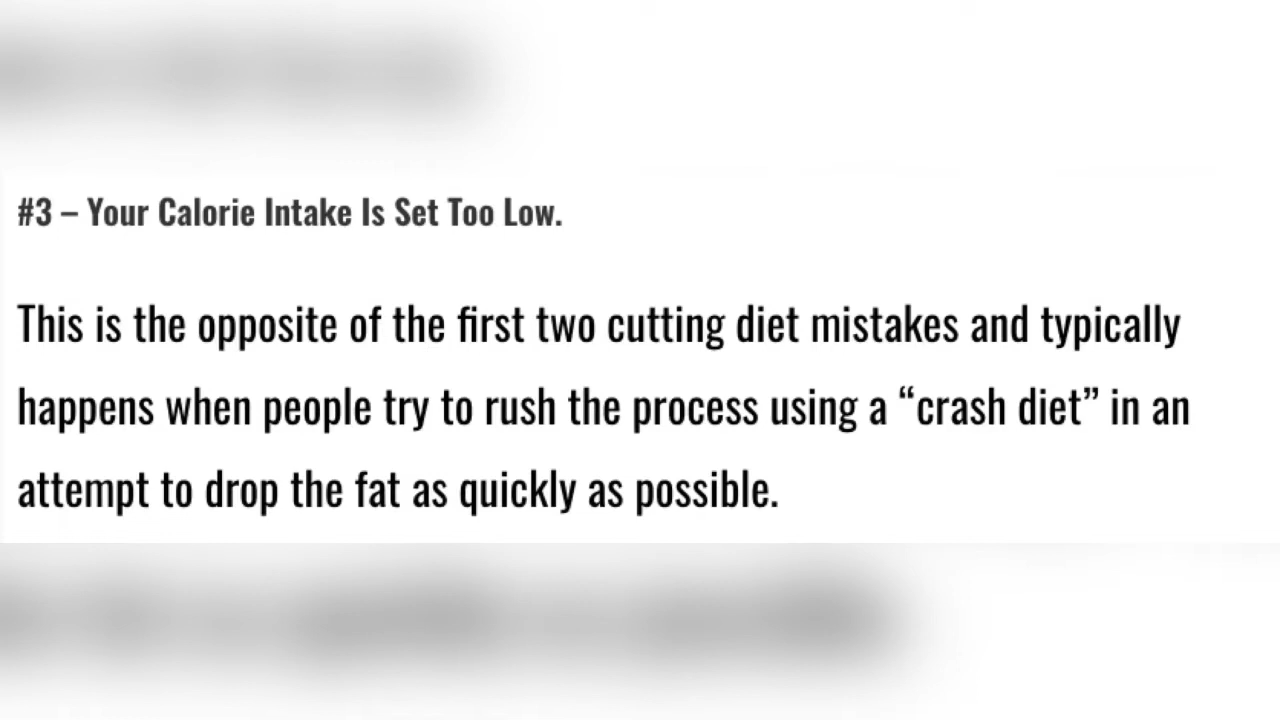 #3 – Your Calorie Intake Is Set Too Low.
This is the opposite of the first two cutting diet mistakes and typically
happens when people try to rush the process using a “crash diet” in an
attempt to drop the fat as quickly as possible.